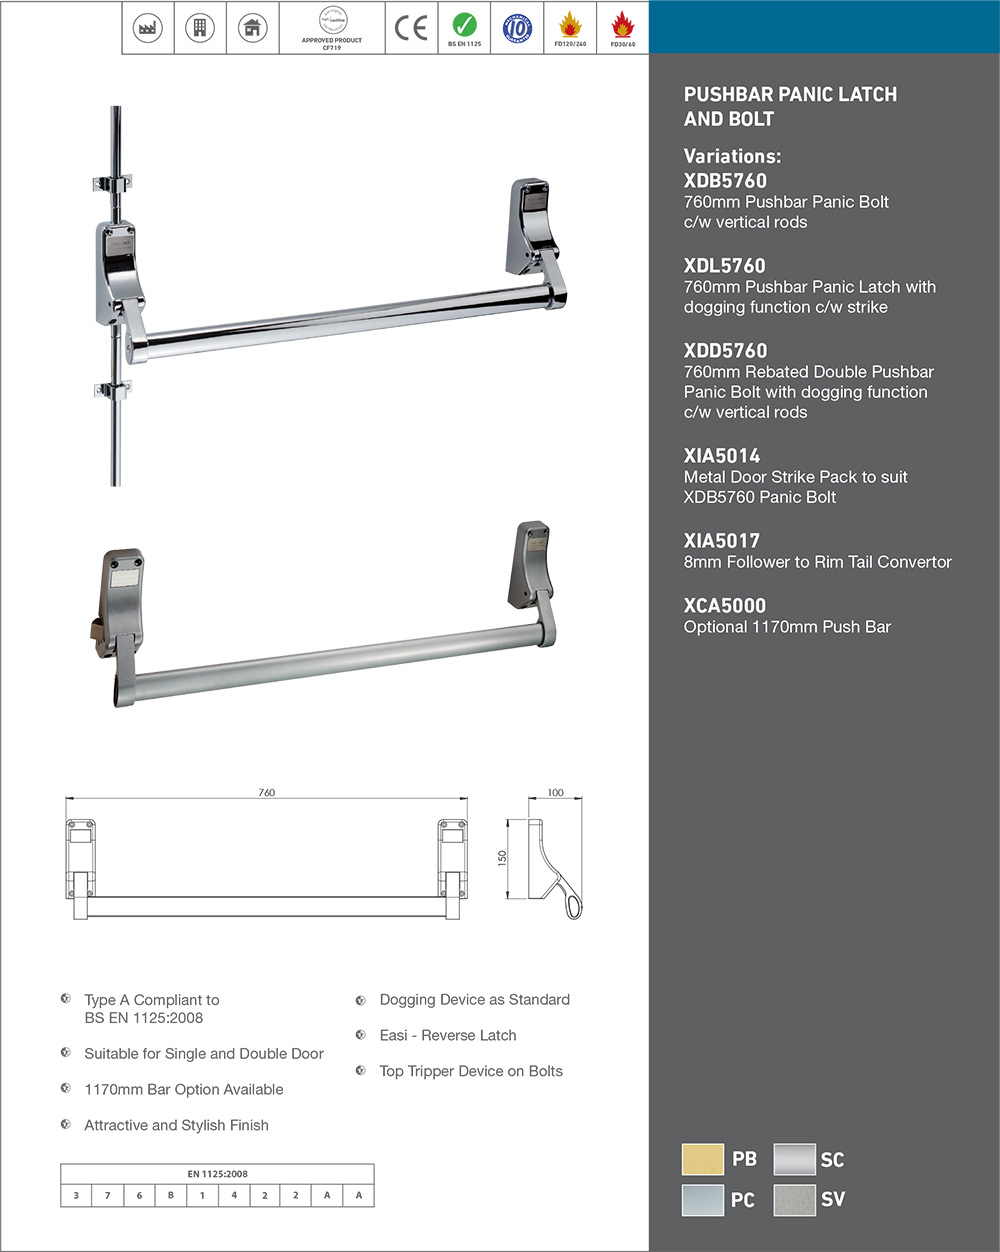 APPROVED PRODUCT
CF719
CE
BS EN 1125
10
FD120/240
FD30/60
PUSHBAR PANIC LATCH
AND BOLT
Variations:
XDB5760
760mm Pushbar Panic Bolt
c/w vertical rods
XDL5760
760mm Pushbar Panic Latch with
dogging function c/w strike
XDD5760
760mm Rebated Double Pushbar
Panic Bolt with dogging function
c/w vertical rods
XIA5014
Metal Door Strike Pack to suit
XDB5760 Panic Bolt
XIA5017
8mm Follower to Rim Tail Convertor
XCA5000
Optional 1170mm Push Bar
760
100
150
Type A Compliant to
BS EN 1125:2008
Suitable for Single and Double Door
1170mm Bar Option Available
Attractive and Stylish Finish
Dogging Device as Standard
Easi - Reverse Latch
Top Tripper Device on Bolts
EN 1125:2008
3 7 6 B 1 4 2 2 A A
PB SC
PC SV